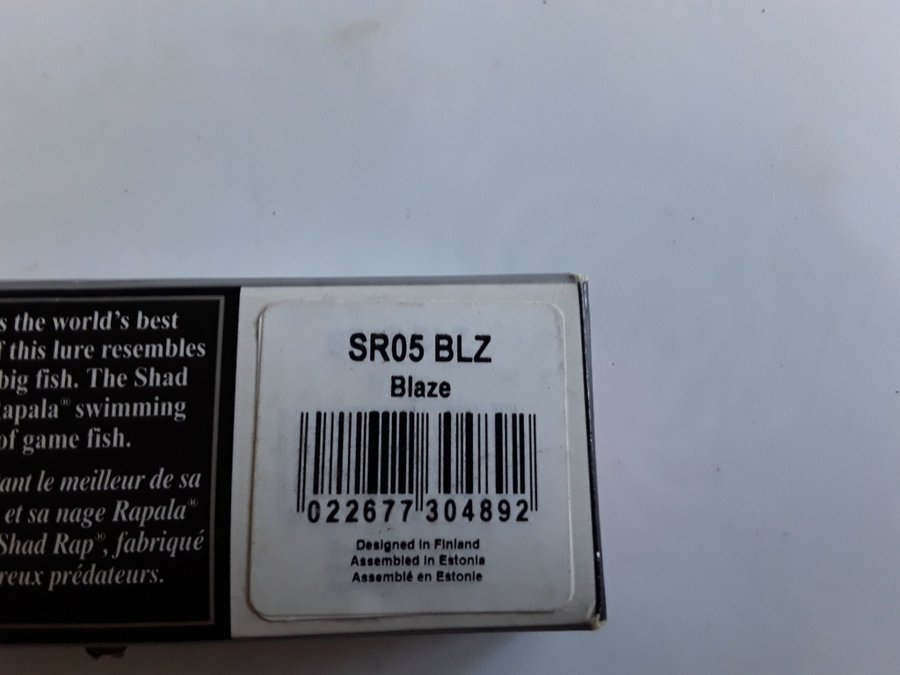 s the world's best
f this lure resembles
big fish. The Shad
apala® swimming
of game fish.
ant le meilleur de sa
et sa nage Rapala®
Shad Rap®, fabriqué
reux prédateurs.
SR05 BLZ
Blaze
022677 304892
Designed in Finland
Assembled in Estonia
Assemblé en Estonie